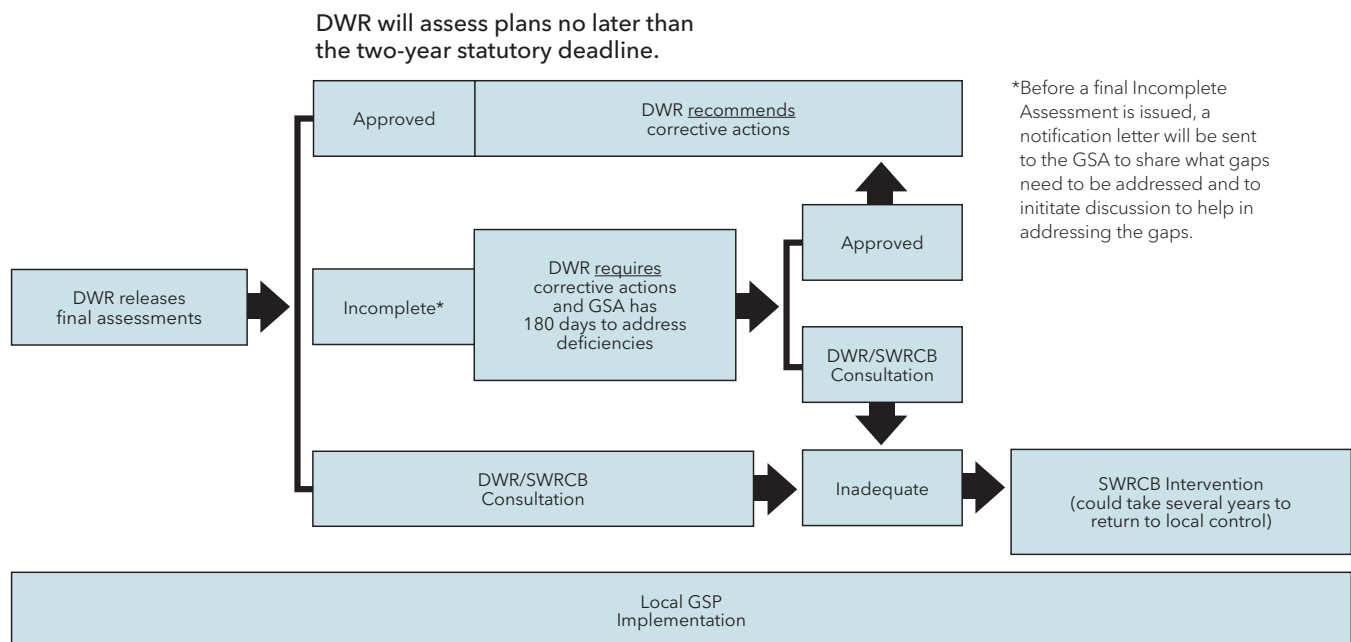 DWR will assess plans no later than
the two-year statutory deadline.
Approved
DWR recommends
corrective actions
*Before a final Incomplete
Assessment is issued, a
notification letter will be sent
to the GSA to share what gaps
need to be addressed and to
inititate discussion to help in
addressing the gaps.
DWR releases
final assessments
Incomplete*
DWR requires
corrective actions
and GSA has
180 days to address
deficiencies
Approved
DWR/SWRCB
Consultation
DWR/SWRCB
Consultation
Inadequate
SWRCB Intervention
(could take several years to
return to local control)
Local GSP
Implementation